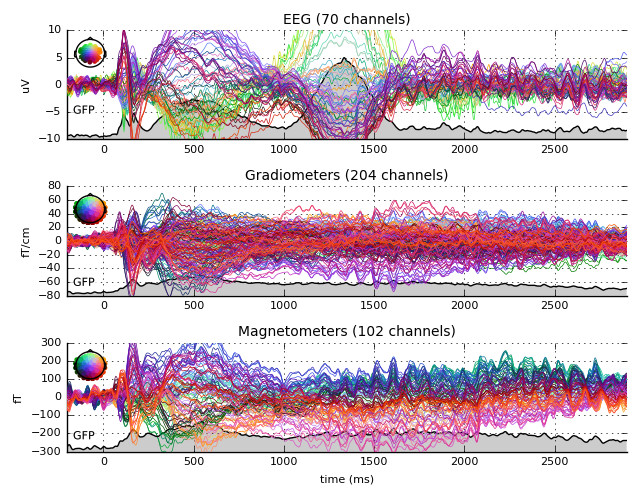 EEG (70 channels)
10
5
0
−5
−10
uV
GFP
0 500 1000 1500 2000 2500
Gradiometers (204 channels)
80
60
40
20
0
−20
−40
−60
−80
fT/cm
GFP
0 500 1000 1500 2000 2500
Magnetometers (102 channels)
300
200
100
0
−100
−200
−300
fT
GFP
0 500 1000 1500 2000 2500
time (ms)